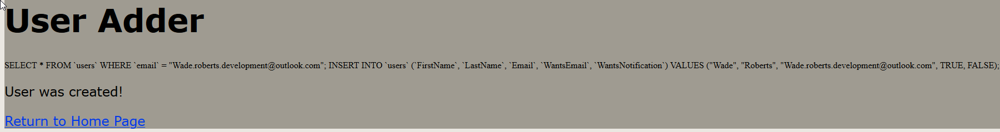 User Adder
SELECT * FROM `users` WHERE `email` = "Wade.roberts.development@outlook.com"; INSERT INTO `users` (`FirstName`, `LastName`, `Email`, `WantsEmail`, `WantsNotification`) VALUES ("Wade", "Roberts", "Wade.roberts.development@outlook.com", TRUE, FALSE);
User was created!
Return to Home Page